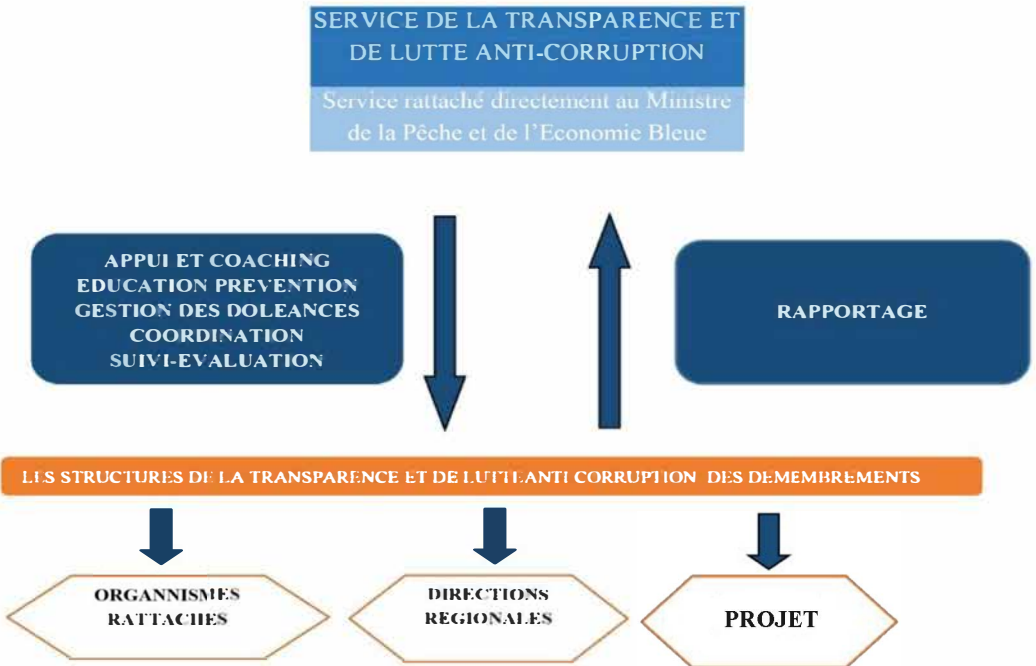 SERVICE DE LA TRANSPARENCE ET
DE LUTTE ANTI-CORRUPTION
Service rattaché directement au Ministre
de la Pêche et de l'Economie Bleue
APPUI ET COACHING
EDUCATION PREVENTION
GESTION DES DOLEANCES
COORDINATION
SUIVI-EVALUATION
RAPPORTAGE
LES STRUCTURES DE LA TRANSPARENCE ET DE LUTTEANTI CORRUPTION DES DEMEMBREMENTS
ORGANNISMES
RATTACHES
DIRECTIONS
REGIONALES
PROJET